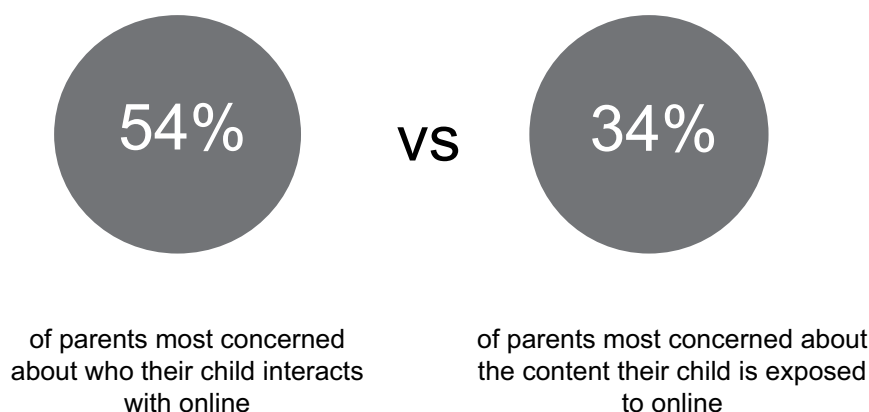 54%
vs
34%
of parents most concerned
about who their child interacts
with online
of parents most concerned about
the content their child is exposed
to online